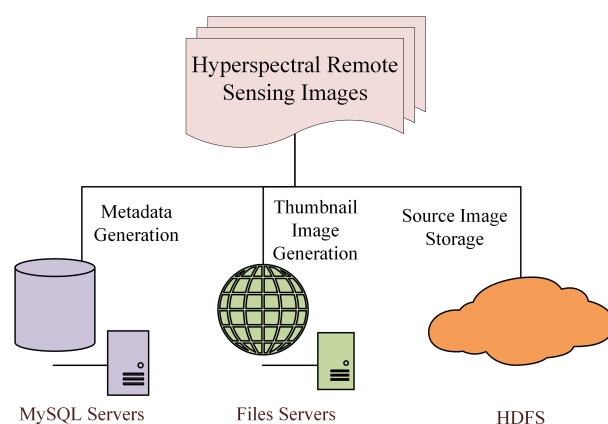 Hyperspectral Remote
Sensing Images
Metadata
Generation
Thumbnail
Image
Generation
Source Image
Storage
MySQL Servers
Files Servers
HDFS